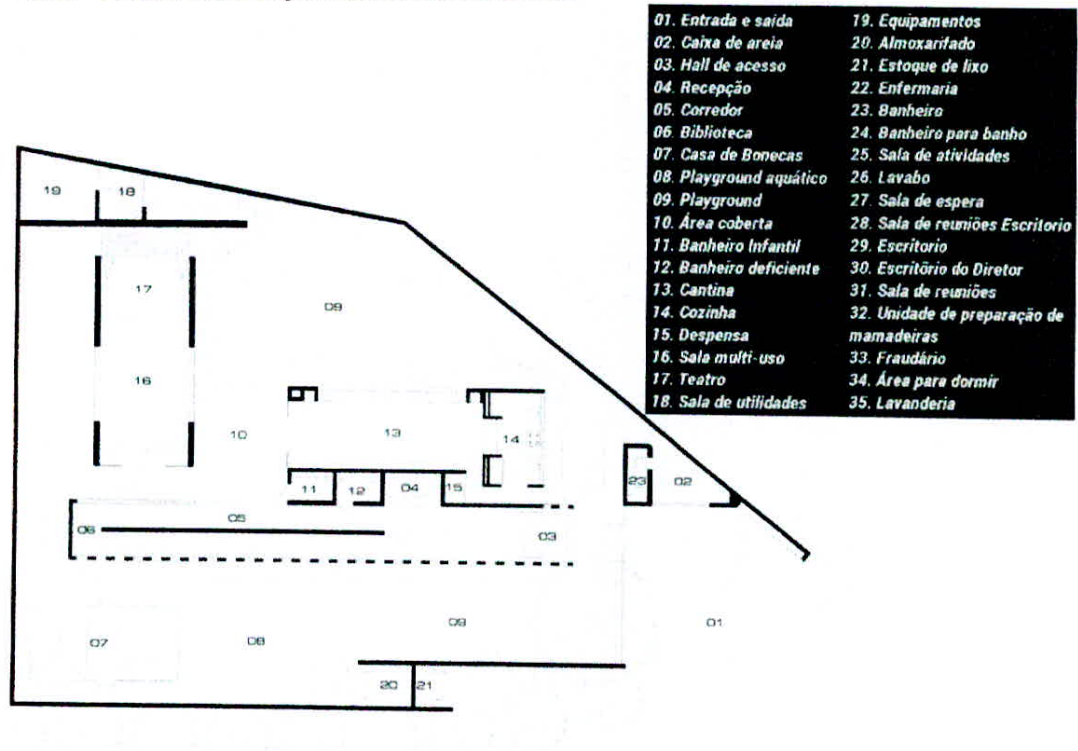 01. Entrada e saída
02. Caixa de areia
03. Hall de acesso
04. Recepção
05. Corredor
06. Biblioteca
07. Casa de Bonecas
08. Playground aquático
09. Playground
10. Área coberta
11. Banheiro Infantil
12. Banheiro deficiente
13. Cantina
14. Cozinha
15. Despensa
16. Sala multi-uso
17. Teatro
18. Sala de utilidades
19. Equipamentos
20. Almoxarifado
21. Estoque de lixo
22. Enfermaria
23. Banheiro
24. Banheiro para banho
25. Sala de atividades
26. Lavabo
27. Sala de espera
28. Sala de reuniões Escritorio
29. Escritorio
30. Escritório do Diretor
31. Sala de reuniões
32. Unidade de preparação de
mamadeiras
33. Fraudário
34. Área para dormir
35. Lavanderia
19 18
17
09
16
10 13 14
11 12 04 15 23 02
06 05 03
07 08 09 01
20 21